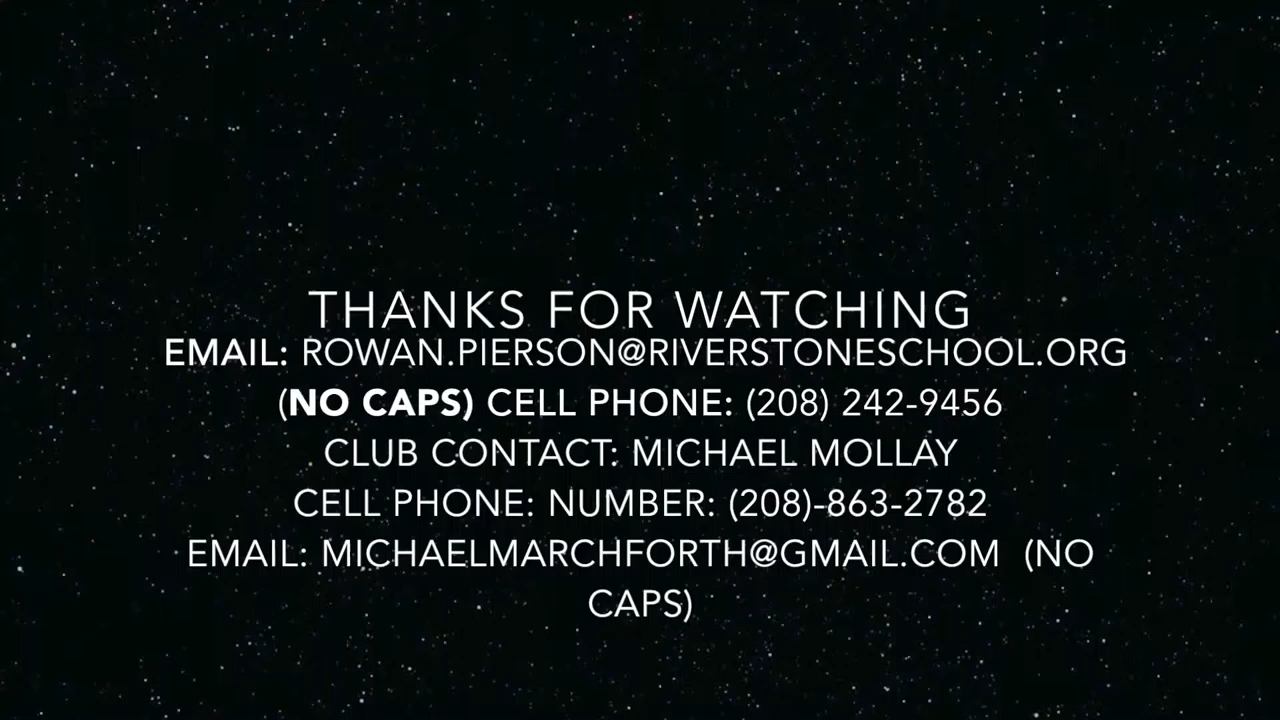 THANKS FOR WATCHING
EMAIL: ROWAN.PIERSON@RIVERSTONESCHOOL.ORG
(NO CAPS) CELL PHONE: (208) 242-9456
CLUB CONTACT: MICHAEL MOLLAY
CELL PHONE: NUMBER: (208)-863-2782
EMAIL: MICHAELMARCHFORTH@GMAIL.COM (NO
CAPS)